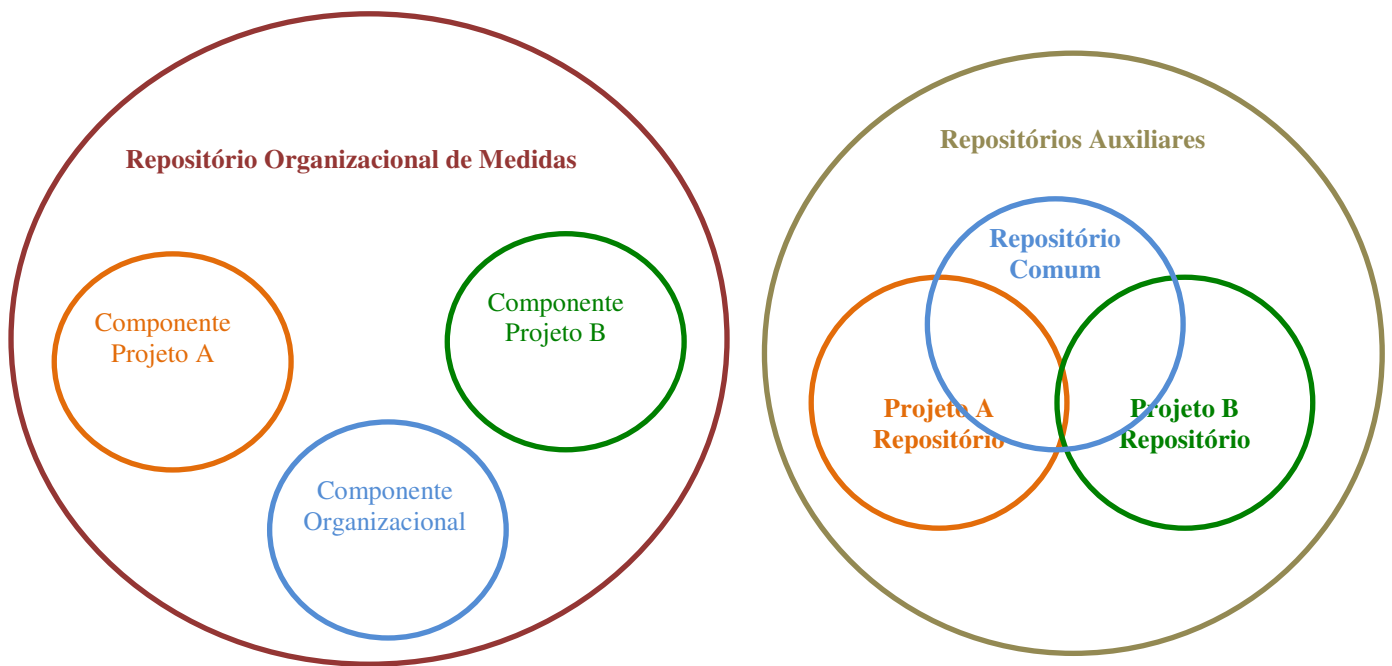 Repositório Organizacional de Medidas
Componente
Projeto A
Componente
Projeto B
Componente
Organizacional
Repositórios Auxiliares
Repositório
Comum
Projeto A
Repositório
Projeto B
Repositório